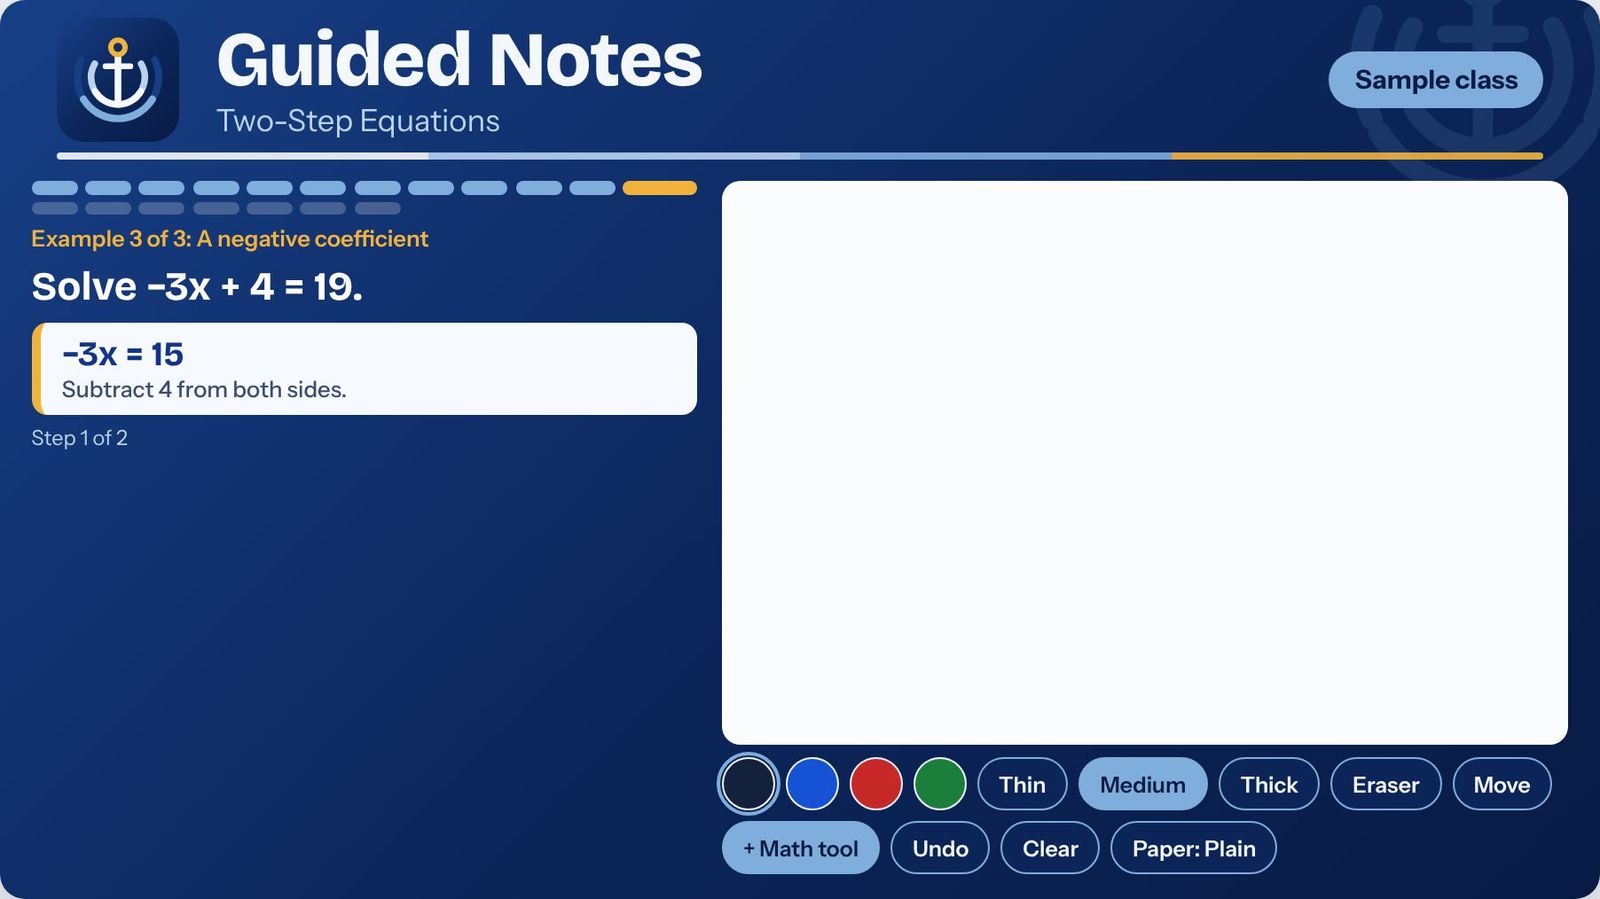 Guided Notes
Two-Step Equations
Sample class
Example 3 of 3: A negative coefficient
Solve −3x + 4 = 19.
−3x = 15
Subtract 4 from both sides.
Step 1 of 2
Thin
Medium
Thick
Eraser
Move
+ Math tool
Undo
Clear
Paper: Plain